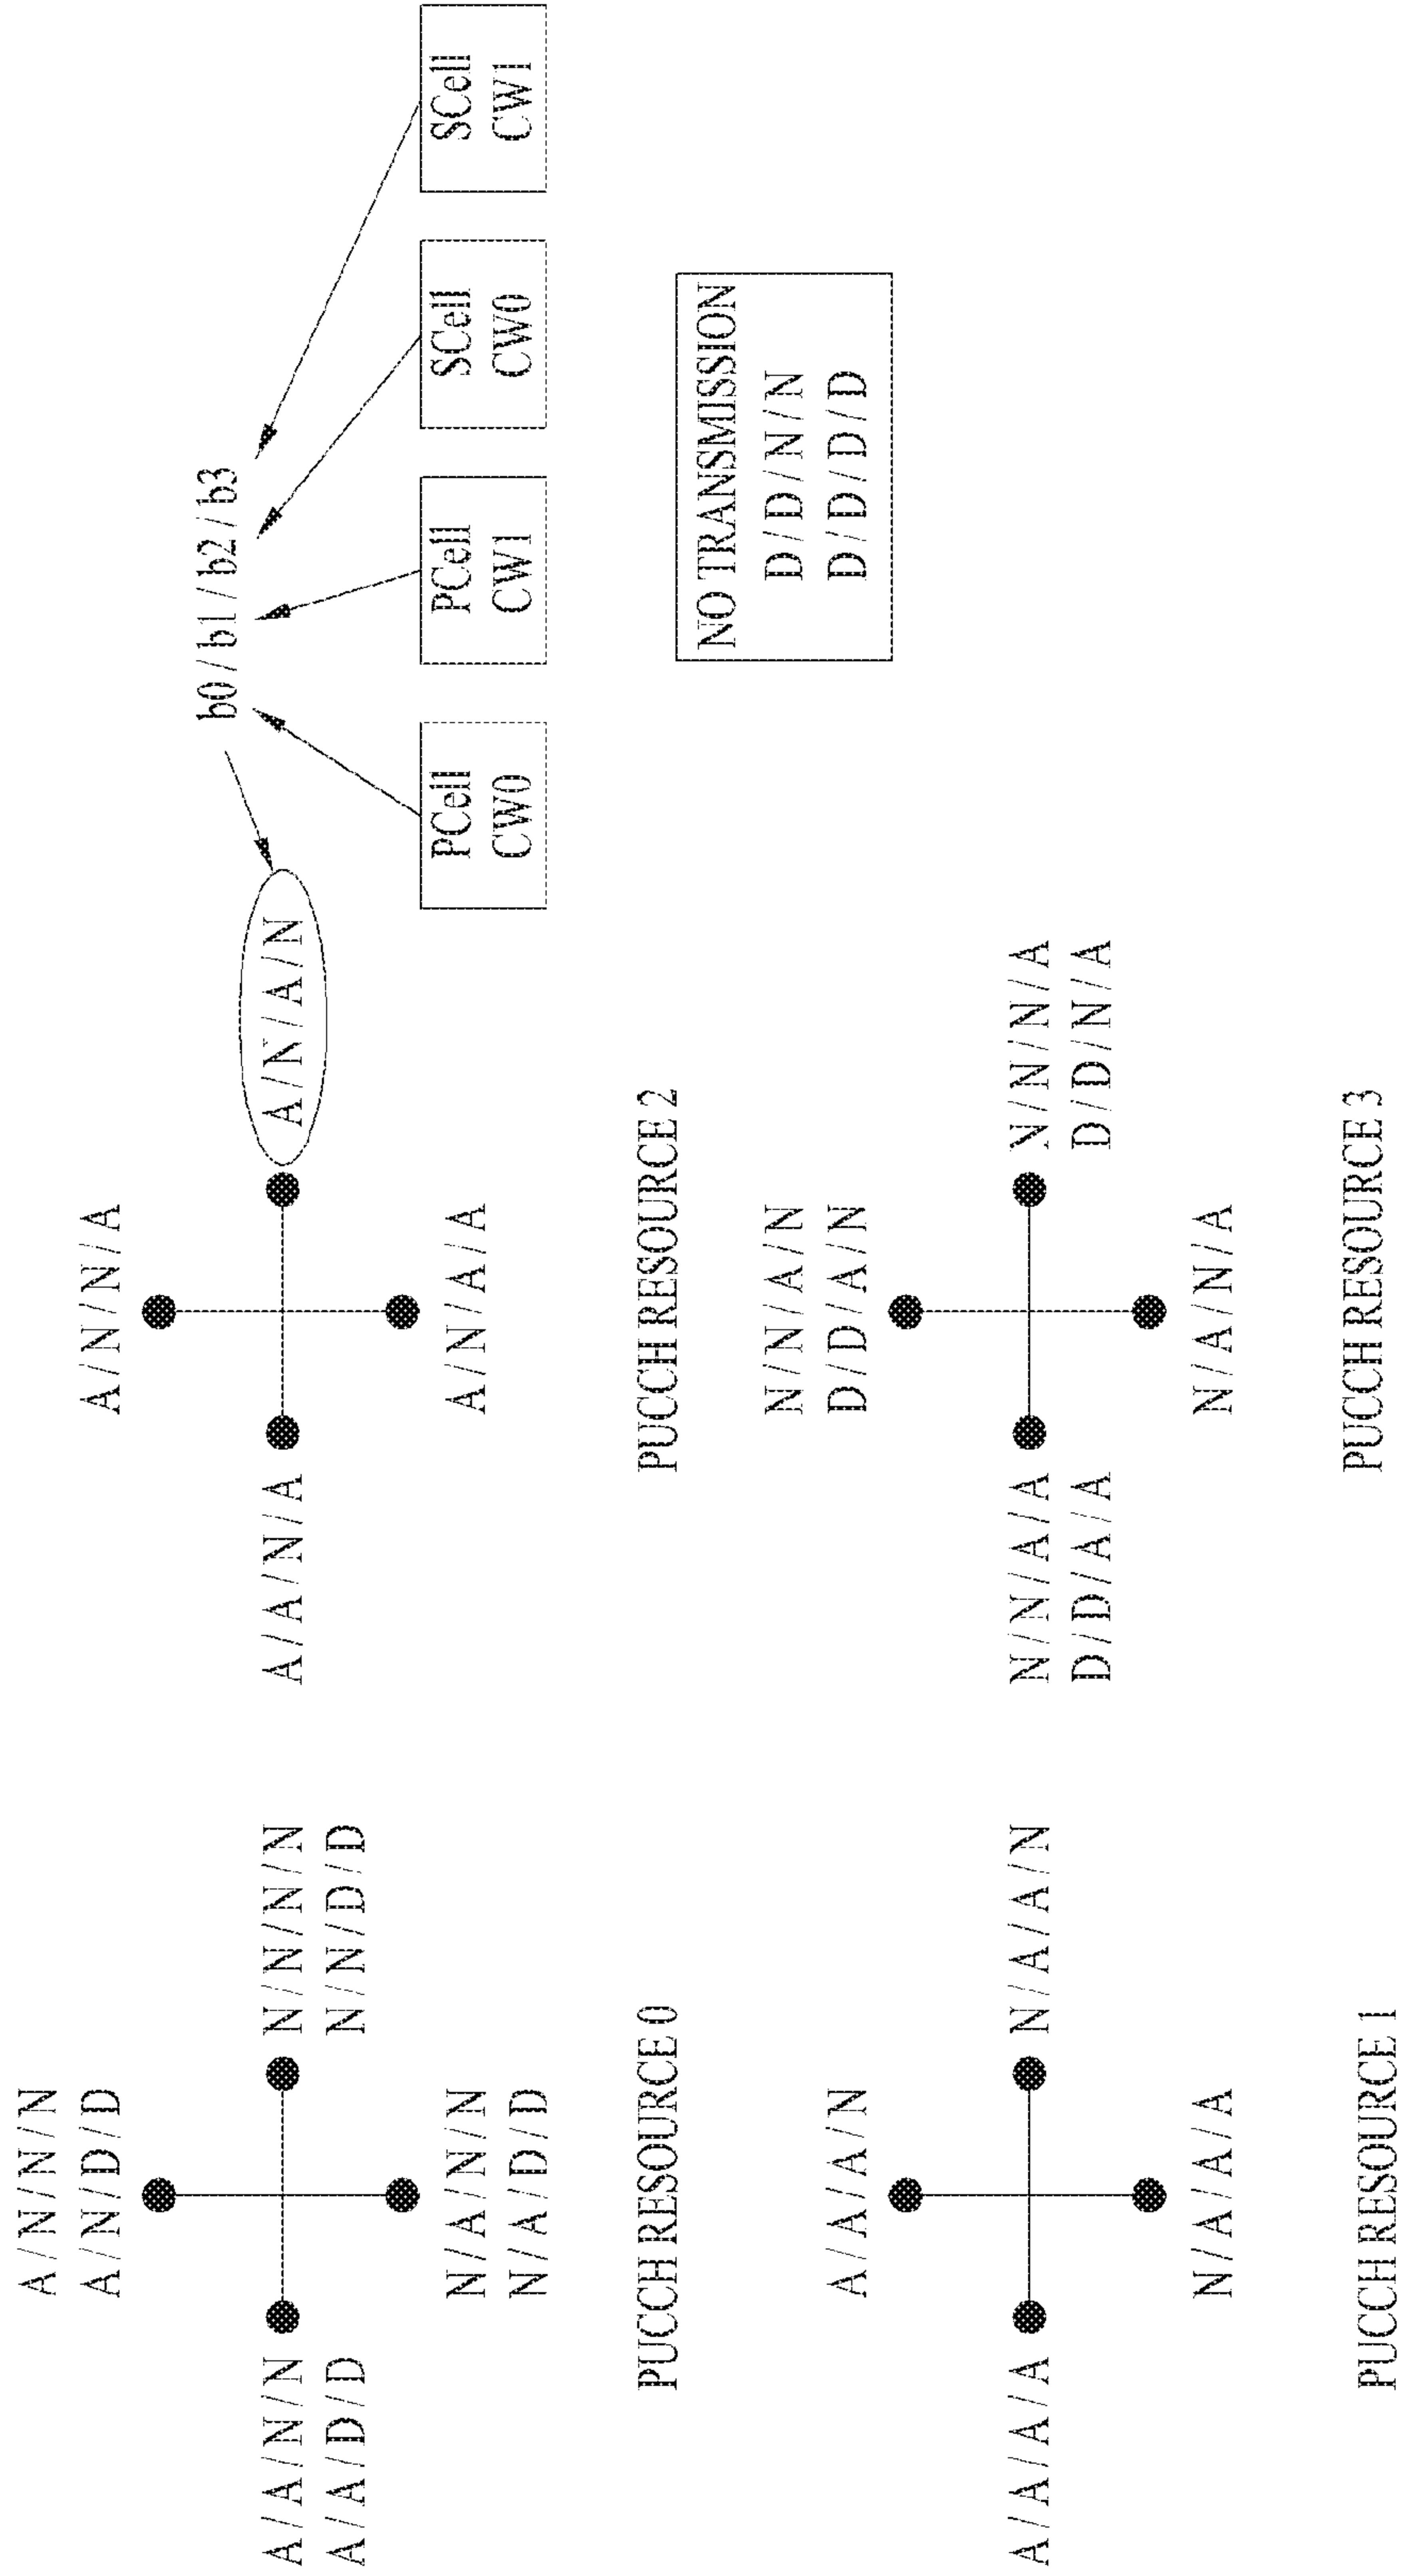 A / N / N / N
A / N / D / D
A / A / N / N
A / A / D / D
N / N / N / N
N / N / D / D
N / A / N / N
N / A / D / D
PUCCH RESOURCE 0
A / N / N / A
A / A / N / A
A / N / A / N
A / N / A / A
PUCCH RESOURCE 2
b0 / b1 / b2 / b3
PCell
CW0
PCell
CW1
SCell
CW0
SCell
CW1
A / A / A / N
A / A / A / A
N / A / A / N
N / A / A / A
PUCCH RESOURCE 1
N / N / A / N
D / D / A / N
N / N / A / A
D / D / A / A
N / N / N / A
D / D / N / A
N / A / N / A
PUCCH RESOURCE 3
NO TRANSMISSION
D / D / N / N
D / D / D / D